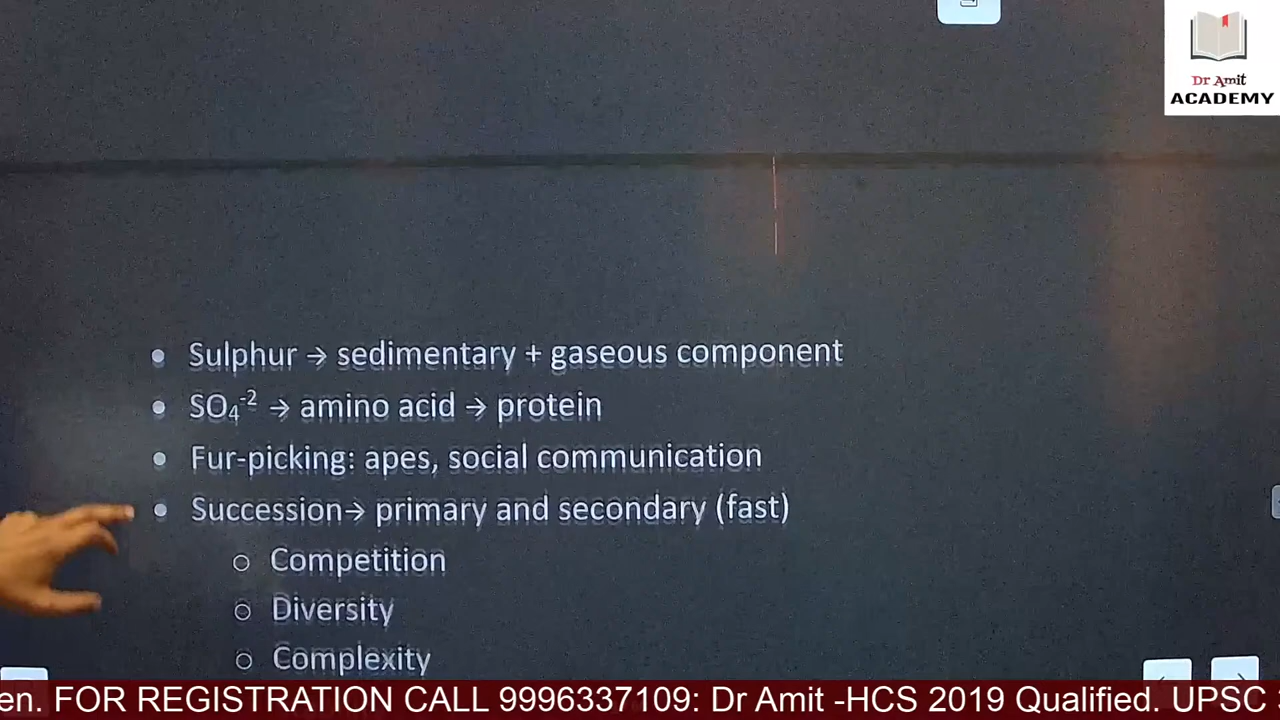 Dr Amit
ACADEMY
• Sulphur → sedimentary + gaseous component
• SO₄⁻² → amino acid → protein
• Fur-picking: apes, social communication
• Succession→ primary and secondary (fast)
○ Competition
○ Diversity
○ Complexity
en. FOR REGISTRATION CALL 9996337109: Dr Amit -HCS 2019 Qualified. UPSC